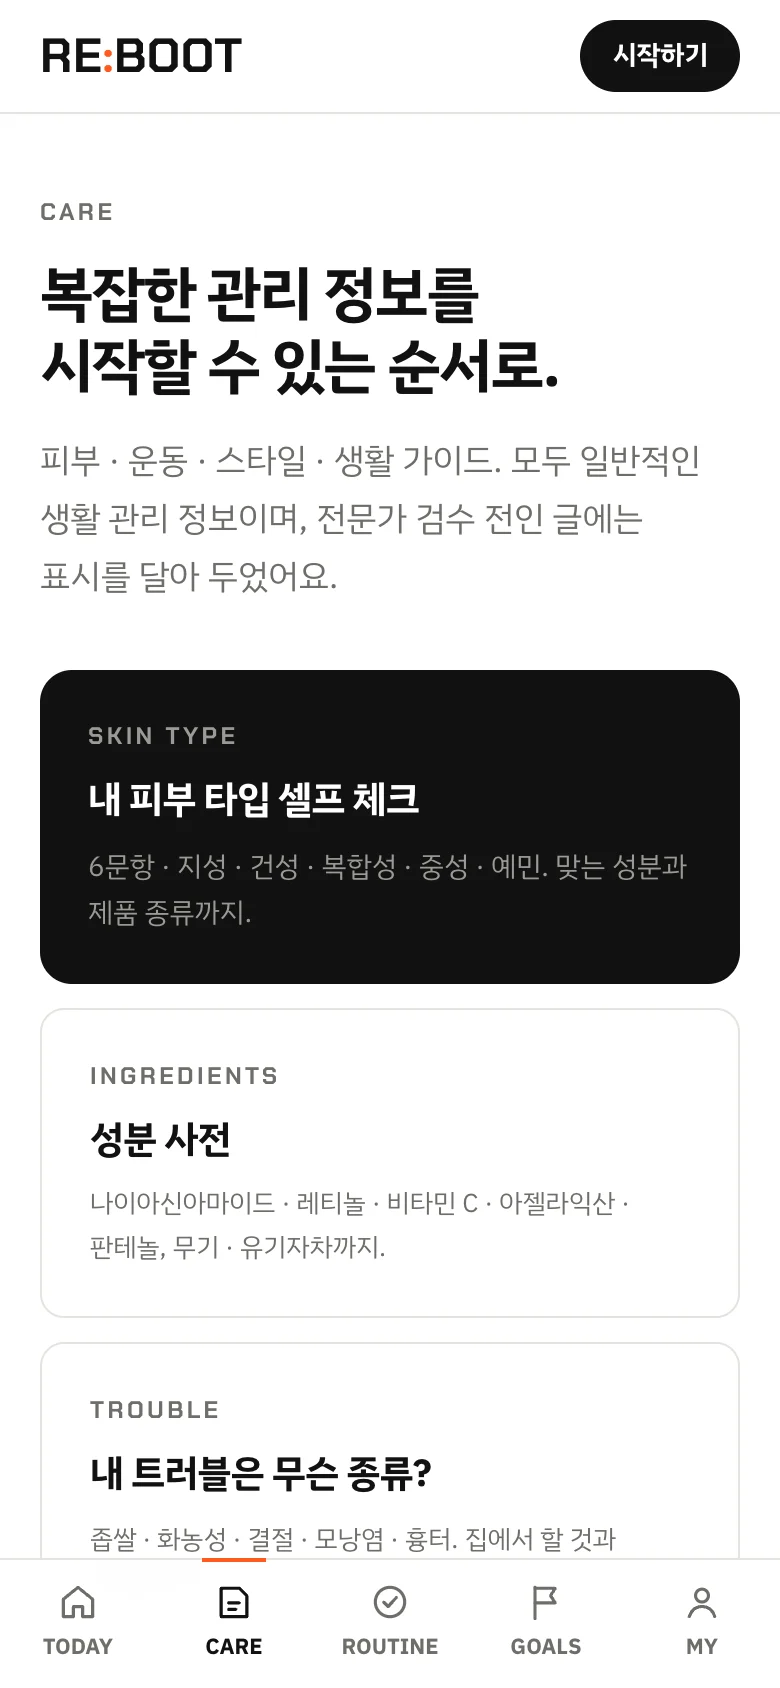 RE:BOOT
시작하기
CARE
복잡한 관리 정보를
시작할 수 있는 순서로.
피부 · 운동 · 스타일 · 생활 가이드. 모두 일반적인
생활 관리 정보이며, 전문가 검수 전인 글에는
표시를 달아 두었어요.
SKIN TYPE
내 피부 타입 셀프 체크
6문항 · 지성 · 건성 · 복합성 · 중성 · 예민. 맞는 성분과
제품 종류까지.
INGREDIENTS
성분 사전
나이아신아마이드 · 레티놀 · 비타민 C · 아젤라익산 ·
판테놀, 무기 · 유기자차까지.
TROUBLE
내 트러블은 무슨 종류?
좁쌀 · 화농성 · 결절 · 모낭염 · 흉터. 집에서 할 것과
TODAY
CARE
ROUTINE
GOALS
MY